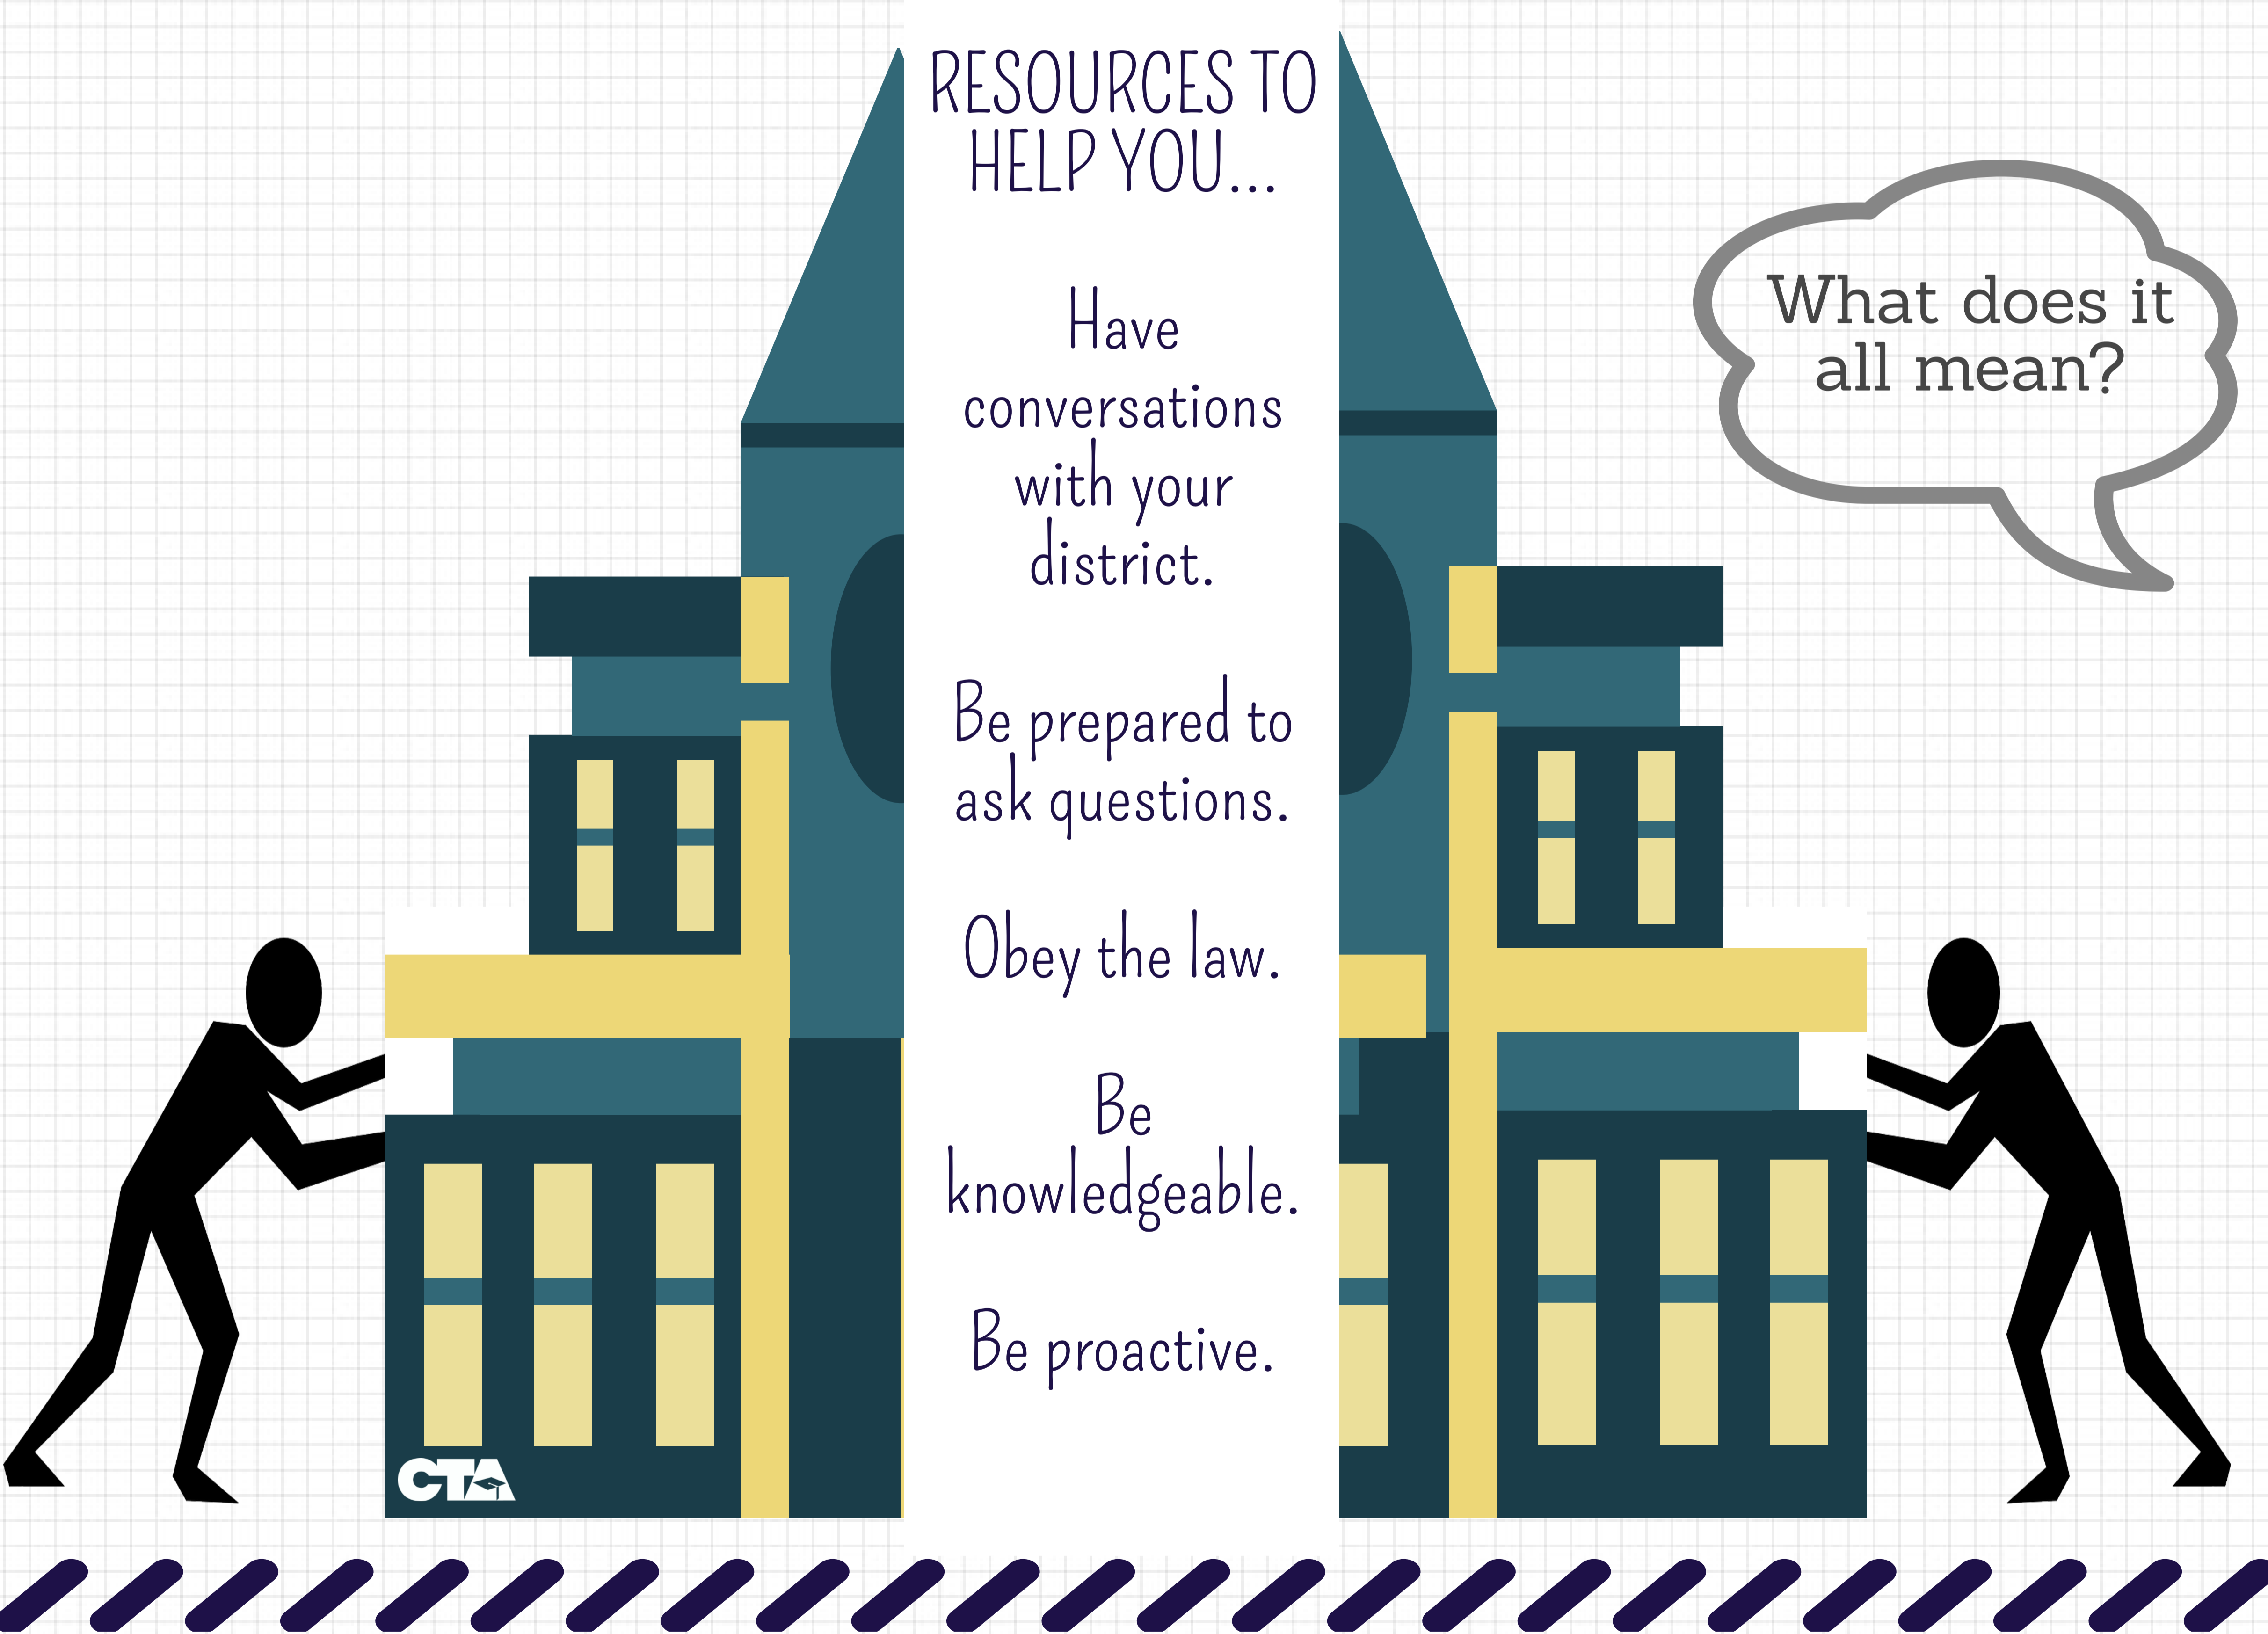 RESOURCES TO
HELP YOU...
Have
conversations
with your
district.
Be prepared to
ask questions.
Obey the law.
Be
knowledgeable.
Be proactive.
What does it
all mean?
CTA